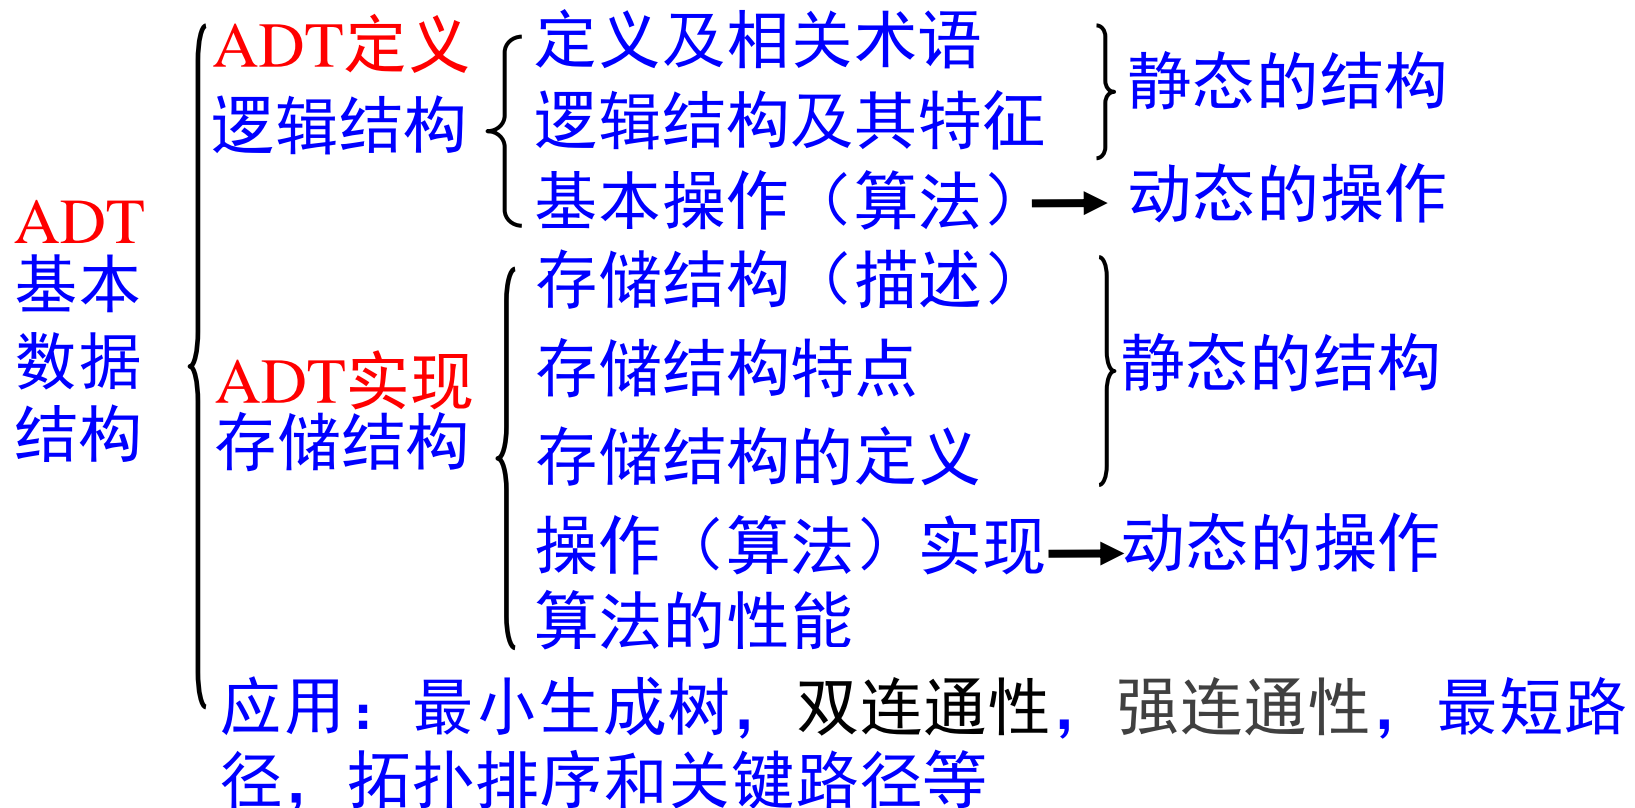 ADT
基本
数据
结构
ADT定义
逻辑结构
定义及相关术语
逻辑结构及其特征
基本操作（算法）
静态的结构
动态的操作
ADT实现
存储结构
存储结构（描述）
存储结构特点
存储结构的定义
操作（算法）实现
算法的性能
静态的结构
动态的操作
应用：最小生成树，双连通性，强连通性，最短路
径，拓扑排序和关键路径等